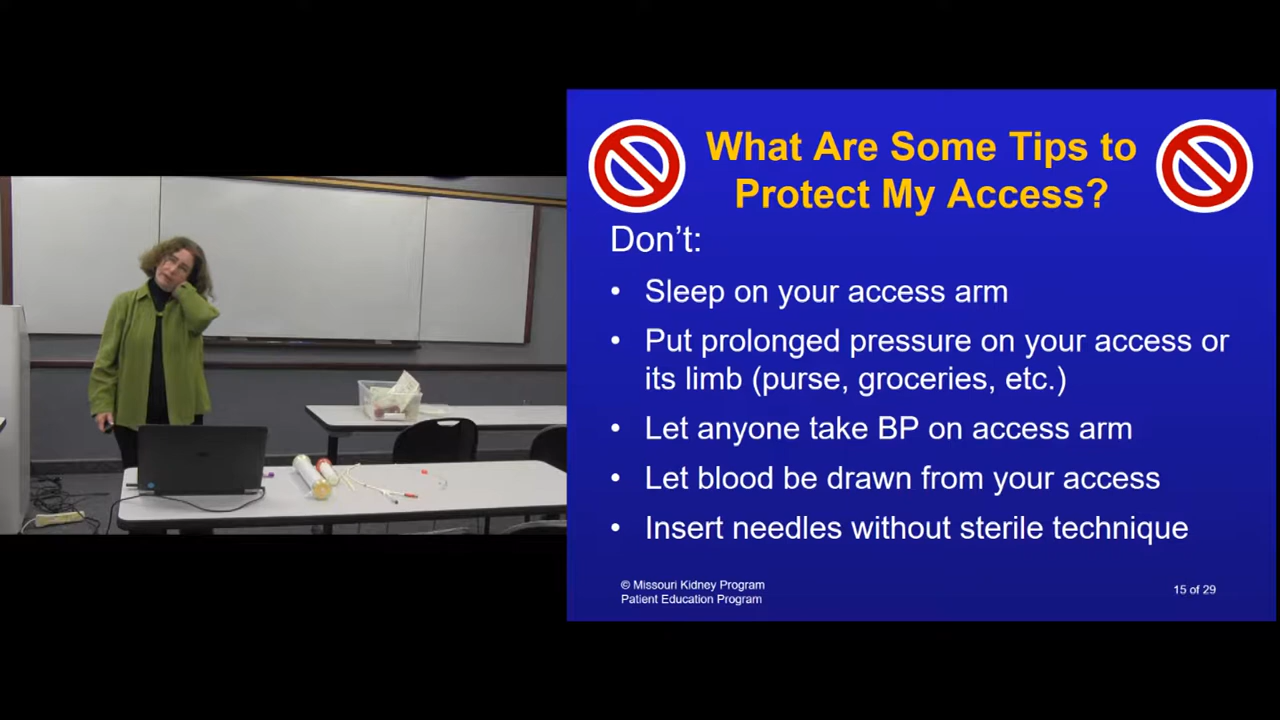 What Are Some Tips to
Protect My Access?
Don't:
• Sleep on your access arm
• Put prolonged pressure on your access or
its limb (purse, groceries, etc.)
• Let anyone take BP on access arm
• Let blood be drawn from your access
• Insert needles without sterile technique
© Missouri Kidney Program
Patient Education Program
15 of 29